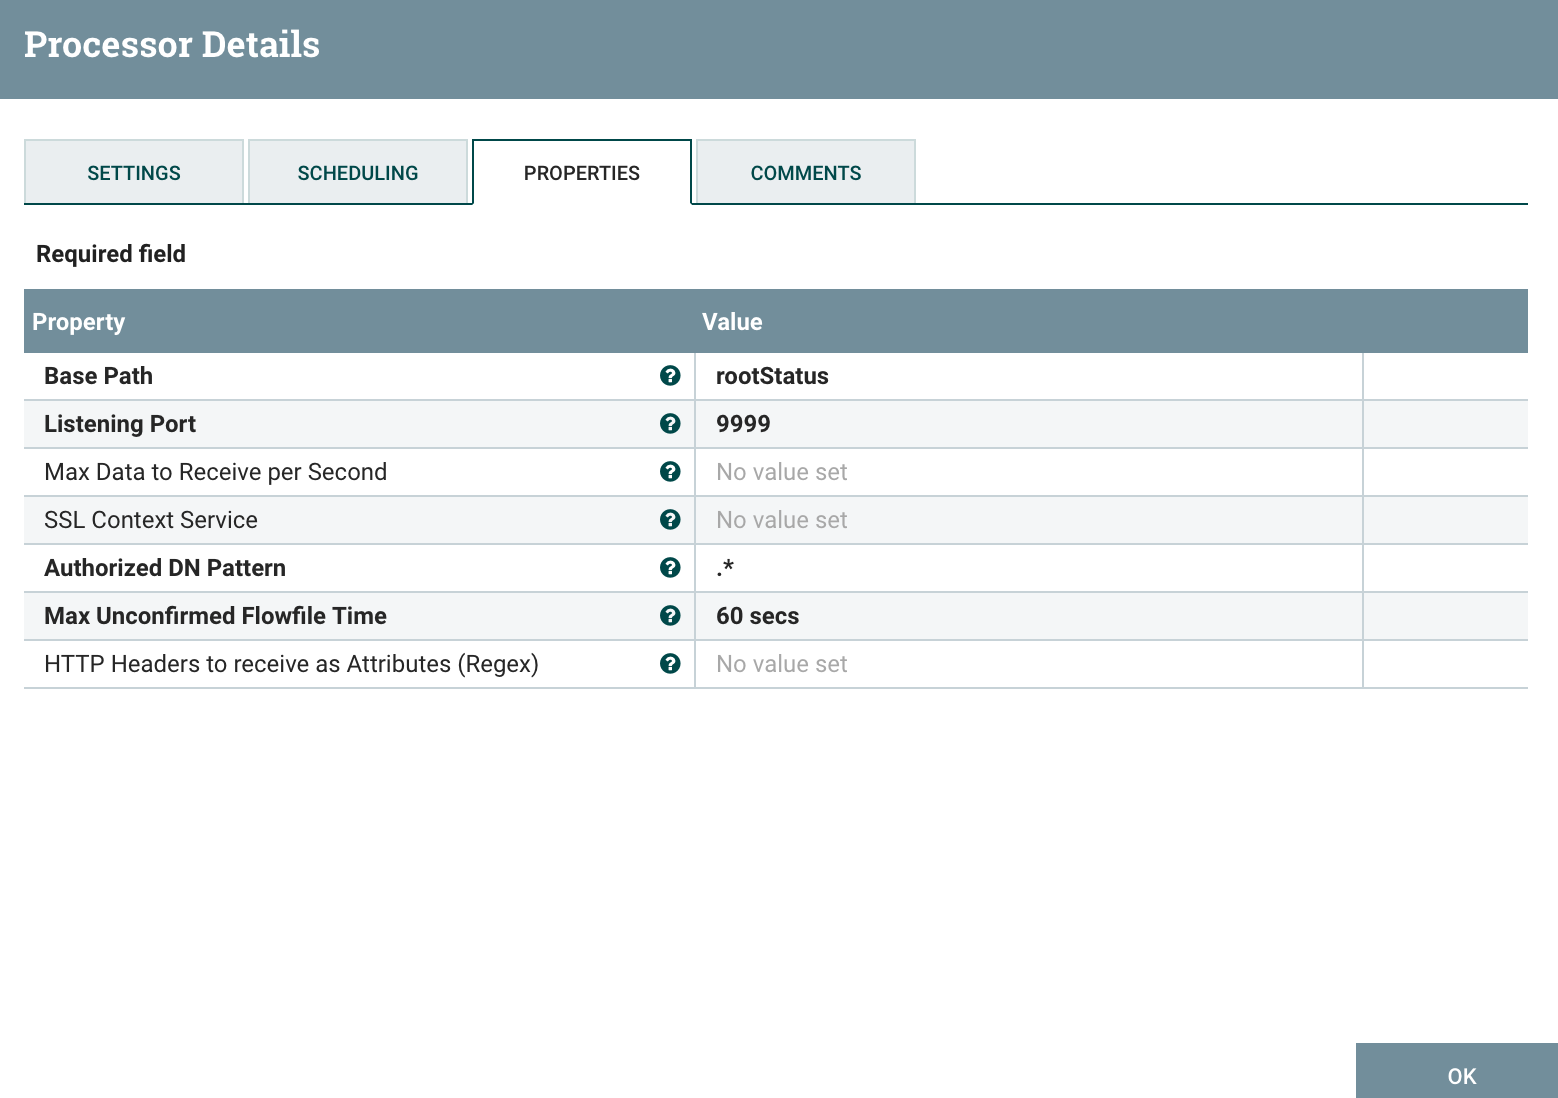 Processor Details
SETTINGS SCHEDULING PROPERTIES COMMENTS
Required field
Property Value
Base Path rootStatus
Listening Port 9999
Max Data to Receive per Second No value set
SSL Context Service No value set
Authorized DN Pattern .*
Max Unconfirmed Flowfile Time 60 secs
HTTP Headers to receive as Attributes (Regex) No value set
OK